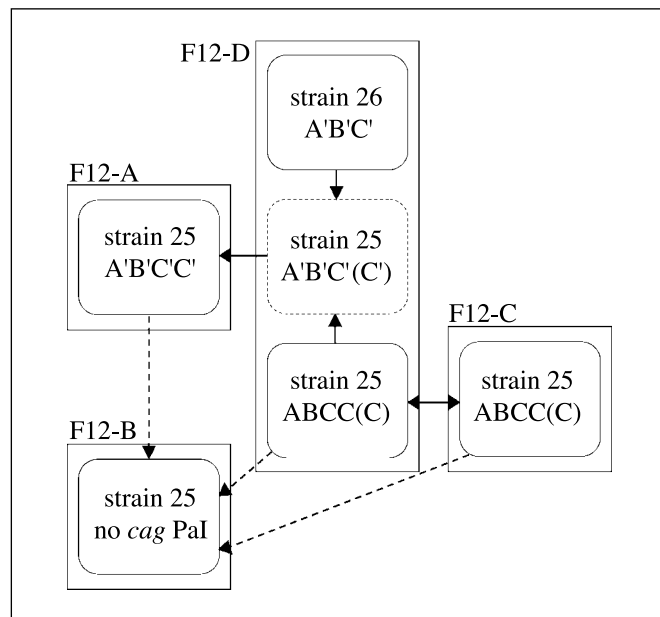 F12-D
strain 26
A'B'C'
F12-A
strain 25
A'B'C'C'
strain 25
A'B'C'(C')
F12-C
strain 25
ABCC(C)
strain 25
ABCC(C)
F12-B
strain 25
no cag PaI